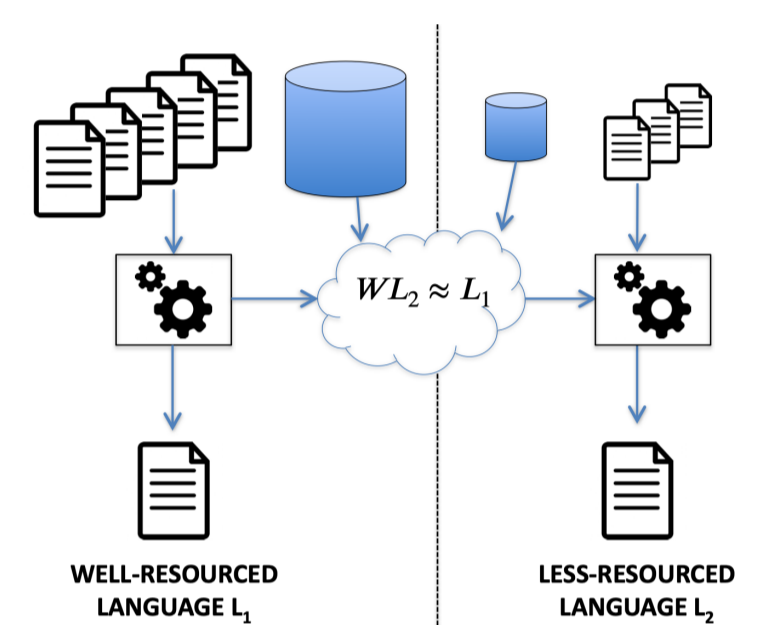 WL₂ ≈ L₁
WELL-RESOURCED
LANGUAGE L₁
LESS-RESOURCED
LANGUAGE L₂